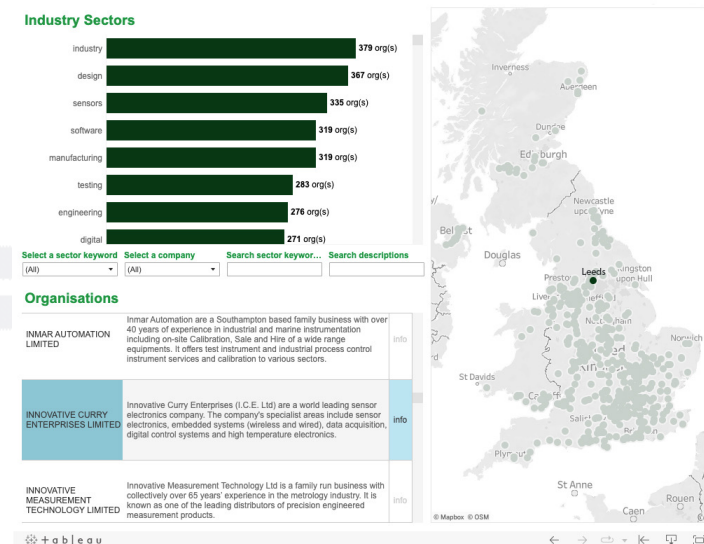 Industry Sectors
industry 379 org(s)
design 367 org(s)
sensors 335 org(s)
software 319 org(s)
manufacturing 319 org(s)
testing 283 org(s)
engineering 276 org(s)
digital 271 org(s)
Select a sector keyword Select a company Search sector keywor... Search descriptions
(All) (All)
Organisations
INMAR AUTOMATION
LIMITED
Inmar Automation are a Southampton based family business with over
40 years of experience in industrial and marine instrumentation
including on-site Calibration, Sale and Hire of a wide range
equipments. It offers test instrument and industrial process control
instrument services and calibration to various sectors.
info
INNOVATIVE CURRY
ENTERPRISES LIMITED
Innovative Curry Enterprises (I.C.E. Ltd) are a world leading sensor
electronics company. The company's specialist areas include sensor
electronics, embedded systems (wireless and wired), data acquisition,
digital control systems and high temperature electronics.
info
INNOVATIVE
MEASUREMENT
TECHNOLOGY LIMITED
Innovative Measurement Technology Ltd is a family run business with
collectively over 65 years' experience in the metrology industry. It is
known as one of the leading distributors of precision engineered
measurement products.
info
Inverness
Newcastle
Douglas
Leeds
upon Hull
Norwich
St Davids
St Anne
Rouen
Caen
© Mapbox © OSM
+ a b l e a u